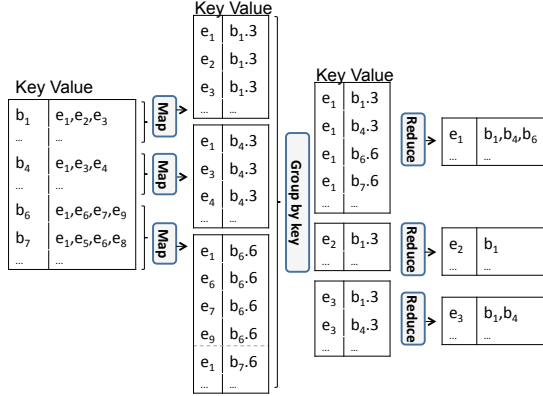 Key Value
b₁ e₁,e₂,e₃
... ...
b₄ e₁,e₃,e₄
... ...
b₆ e₁,e₆,e₇,e₉
b₇ e₁,e₅,e₆,e₈
... ...
Map
Map
Map
Key Value
e₁ b₁.3
e₂ b₁.3
e₃ b₁.3
... ...
e₁ b₄.3
e₃ b₄.3
e₄ b₄.3
... ...
e₁ b₆.6
e₆ b₆.6
e₇ b₆.6
e₉ b₆.6
e₁ b₇.6
... ...
Group by key
Key Value
e₁ b₁.3
e₁ b₄.3
e₁ b₆.6
e₁ b₇.6
... ...
e₂ b₁.3
... ...
e₃ b₁.3
e₃ b₄.3
... ...
Reduce
Reduce
Reduce
e₁ b₁,b₄,b₆
... ...
e₂ b₁
... ...
e₃ b₁,b₄
... ...